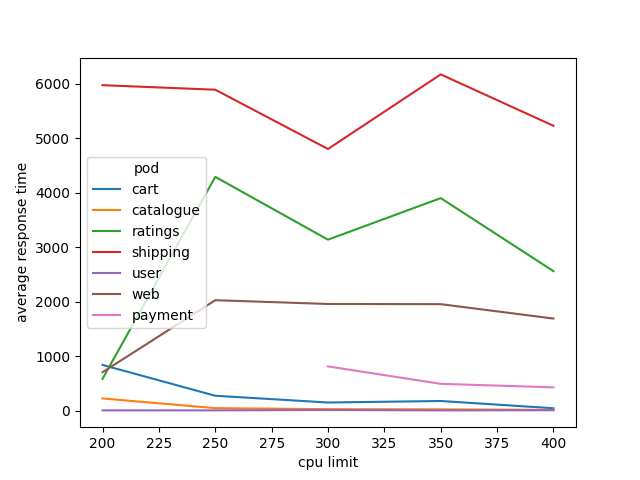 6000
5000
4000
3000
2000
1000
0
average response time
pod
cart
catalogue
ratings
shipping
user
web
payment
200 225 250 275 300 325 350 375 400
cpu limit